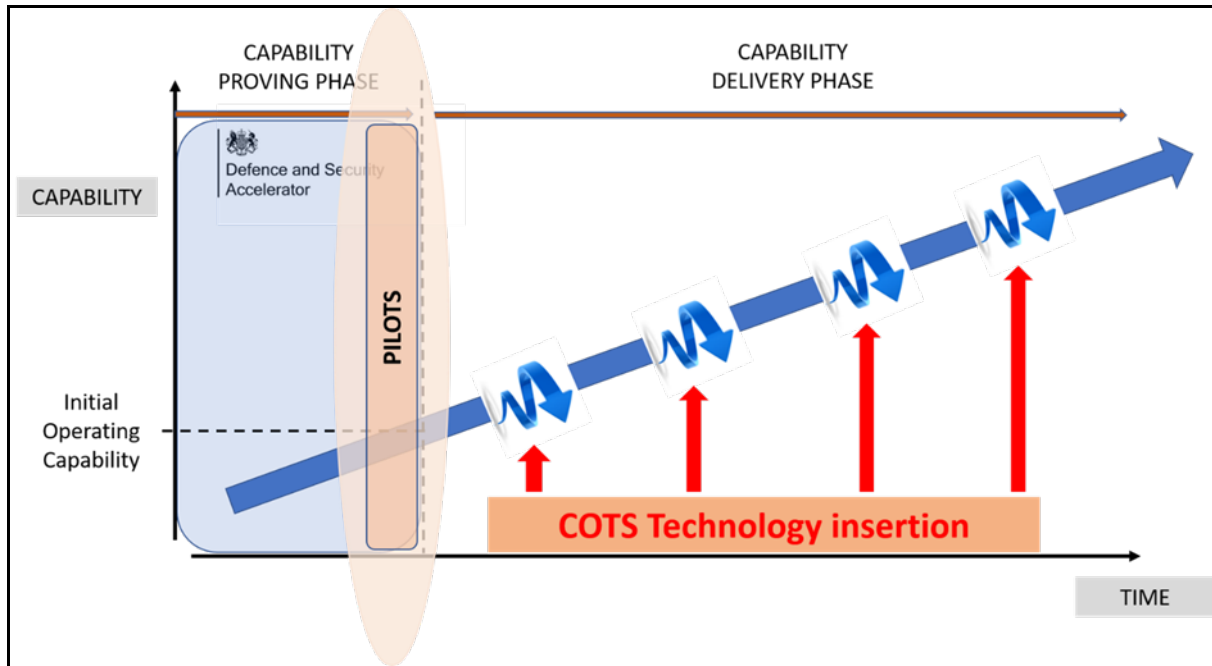 CAPABILITY
PROVING PHASE
CAPABILITY
DELIVERY PHASE
Defence and Security
Accelerator
CAPABILITY
PILOTS
Initial
Operating
Capability
COTS Technology insertion
TIME